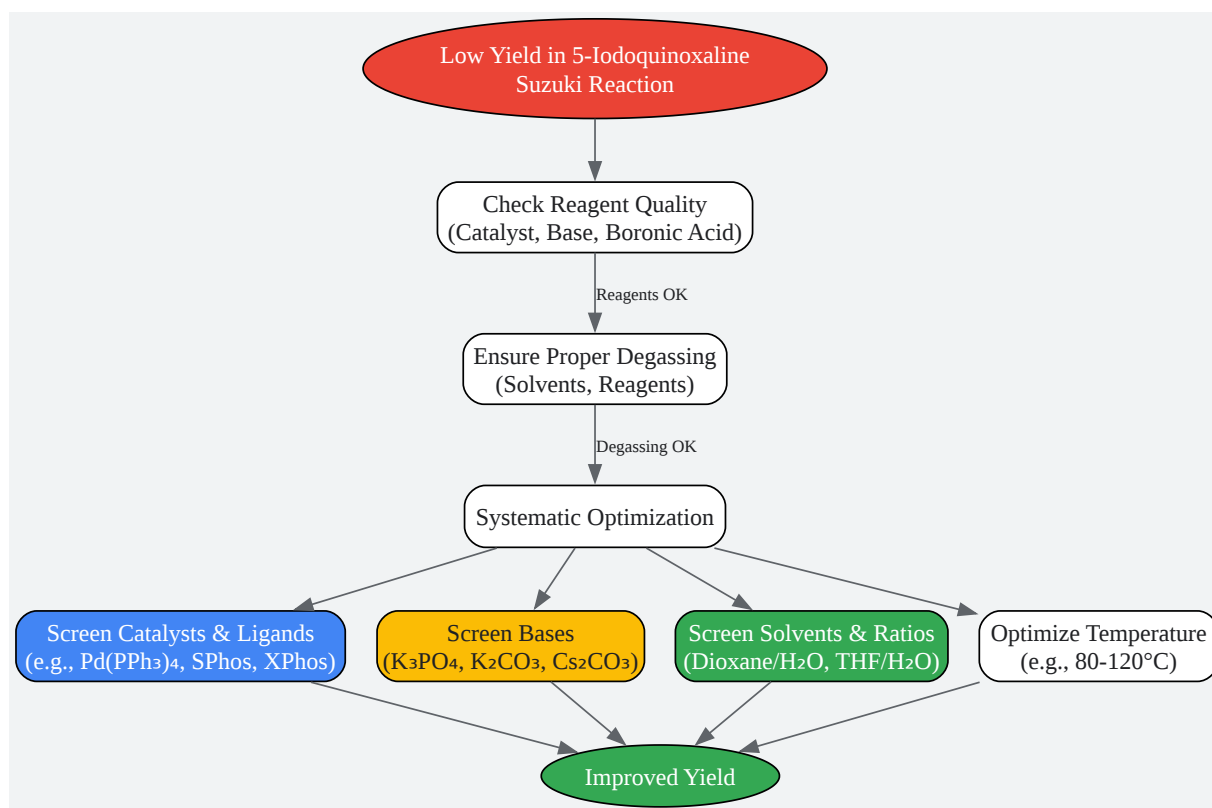 Low Yield in 5-Iodoquinoxaline
Suzuki Reaction
Check Reagent Quality
(Catalyst, Base, Boronic Acid)
Reagents OK
Ensure Proper Degassing
(Solvents, Reagents)
Degassing OK
Systematic Optimization
Screen Catalysts & Ligands
(e.g., Pd(PPh₃)₄, SPhos, XPhos)
Screen Bases
(K₃PO₄, K₂CO₃, Cs₂CO₃)
Screen Solvents & Ratios
(Dioxane/H₂O, THF/H₂O)
Optimize Temperature
(e.g., 80-120°C)
Improved Yield